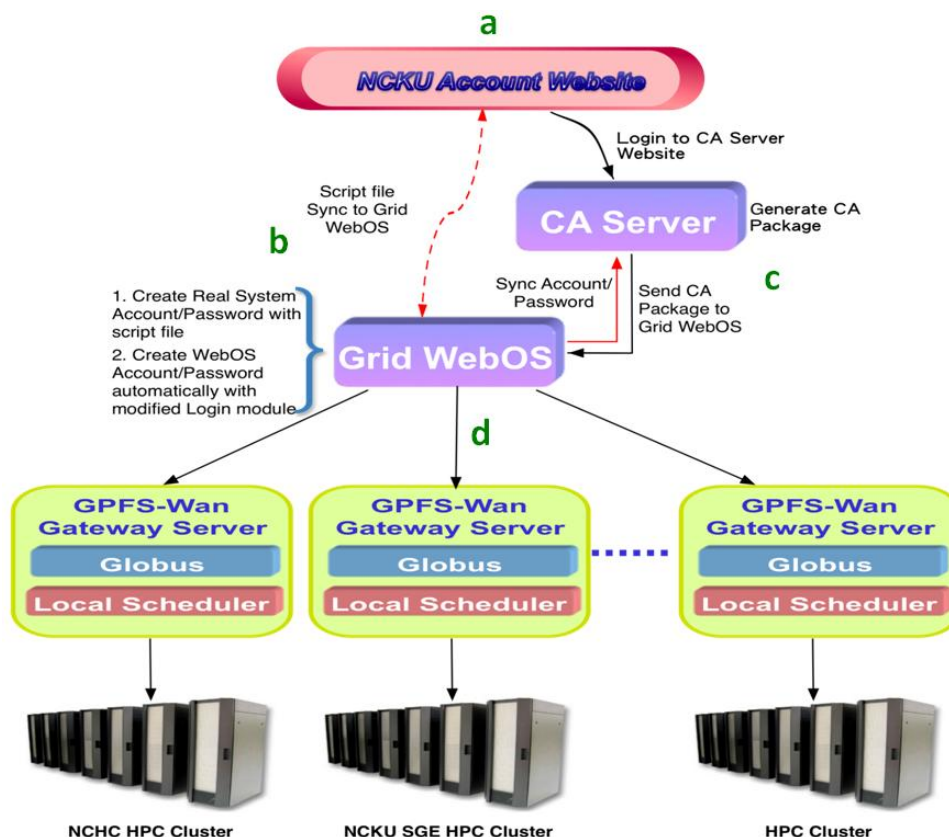 a
NCKU Account Website
Login to CA Server
Website
Script file
Sync to Grid
WebOS
CA Server
Generate CA
Package
b
c
Sync Account/
Password
Send CA
Package to
Grid WebOS
1. Create Real System
Account/Password with
script file
2. Create WebOS
Account/Password
automatically with
modified Login module
Grid WebOS
d
GPFS-Wan
Gateway Server
Globus
Local Scheduler
GPFS-Wan
Gateway Server
Globus
Local Scheduler
GPFS-Wan
Gateway Server
Globus
Local Scheduler
NCHC HPC Cluster
NCKU SGE HPC Cluster
HPC Cluster